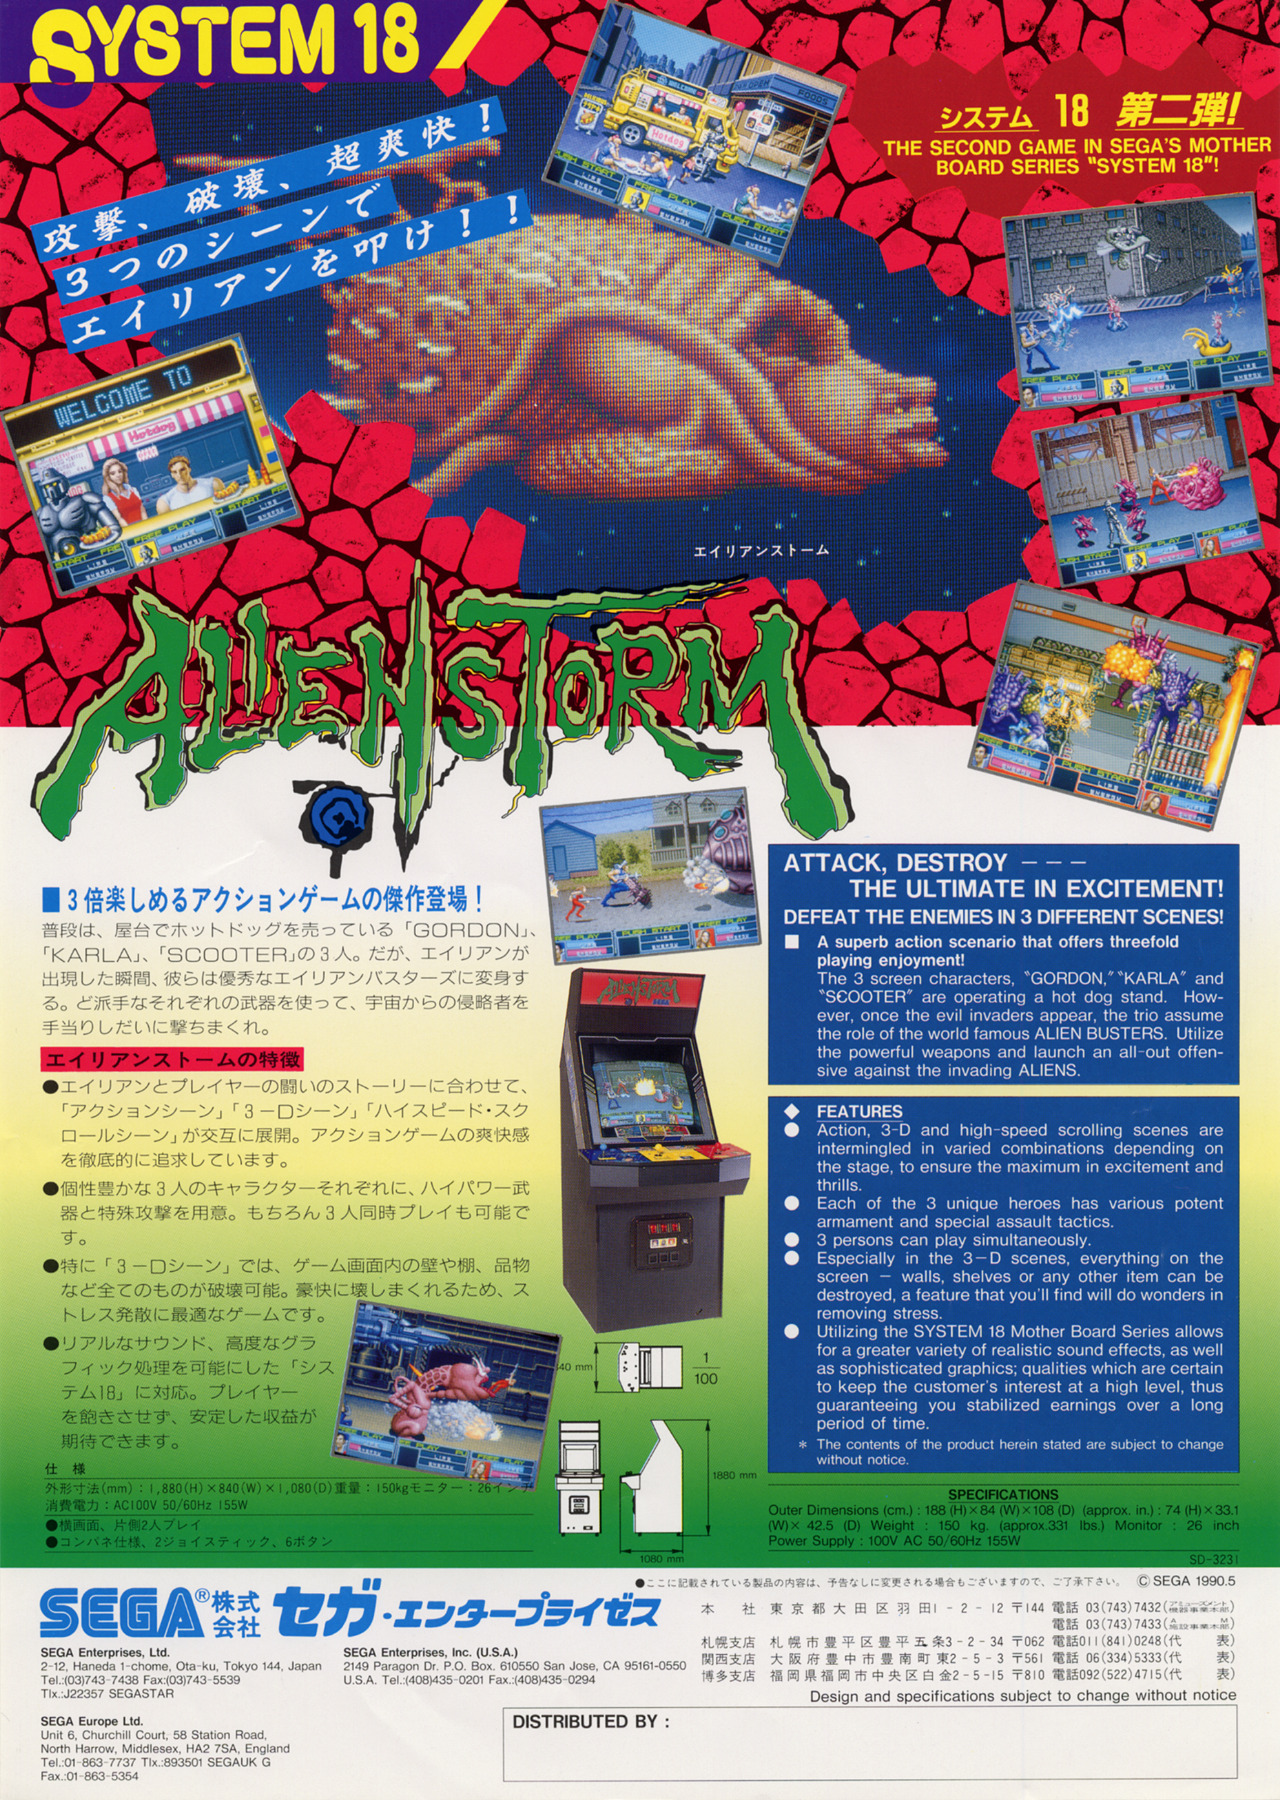 SYSTEM 18
システム 18 第二弾!
THE SECOND GAME IN SEGA'S MOTHER
BOARD SERIES "SYSTEM 18"!
攻撃、破壊、超爽快!
3つのシーンで
エイリアンを叩け!!
WELCOME TO
Hotdog
エイリアンストーム
ALIEN STORM
■3倍楽しめるアクションゲームの傑作登場!
普段は、屋台でホットドッグを売っている「GORDON」、
「KARLA」、「SCOOTER」の3人。だが、エイリアンが
出現した瞬間、彼らは優秀なエイリアンバスターズに変身す
る。ど派手なそれぞれの武器を使って、宇宙からの侵略者を
手当りしだいに撃ちまくれ。
エイリアンストームの特徴
●エイリアンとプレイヤーの闘いのストーリーに合わせて、
「アクションシーン」「3-Dシーン」「ハイスピード・スク
ロールシーン」が交互に展開。アクションゲームの爽快感
を徹底的に追求しています。
●個性豊かな3人のキャラクターそれぞれに、ハイパワー武
器と特殊攻撃を用意。もちろん3人同時プレイも可能で
す。
●特に「3-Dシーン」では、ゲーム画面内の壁や棚、品物
など全てのものが破壊可能。豪快に壊しまくれるため、ス
トレス発散に最適なゲームです。
●リアルなサウンド、高度なグラ
フィック処理を可能にした「シス
テム18」に対応。プレイヤー
を飽きさせず、安定した収益が
期待できます。
仕 様
外形寸法(mm):1,880(H)×840(W)×1,080(D)重量:150kgモニター:26インチ
消費電力:AC100V 50/60Hz 155W
●横画面、片側2人プレイ
●コンパネ仕様、2ジョイスティック、6ボタン
ATTACK, DESTROY ---
THE ULTIMATE IN EXCITEMENT!
DEFEAT THE ENEMIES IN 3 DIFFERENT SCENES!
■ A superb action scenario that offers threefold
playing enjoyment!
The 3 screen characters, "GORDON," "KARLA" and
"SCOOTER" are operating a hot dog stand. How-
ever, once the evil invaders appear, the trio assume
the role of the world famous ALIEN BUSTERS. Utilize
the powerful weapons and launch an all-out offen-
sive against the invading ALIENS.
◆ FEATURES
● Action, 3-D and high-speed scrolling scenes are
intermingled in varied combinations depending on
the stage, to ensure the maximum in excitement and
thrills.
● Each of the 3 unique heroes has various potent
armament and special assault tactics.
● 3 persons can play simultaneously.
● Especially in the 3-D scenes, everything on the
screen - walls, shelves or any other item can be
destroyed, a feature that you'll find will do wonders in
removing stress.
● Utilizing the SYSTEM 18 Mother Board Series allows
for a greater variety of realistic sound effects, as well
as sophisticated graphics; qualities which are certain
to keep the customer's interest at a high level, thus
guaranteeing you stabilized earnings over a long
period of time.
* The contents of the product herein stated are subject to change
without notice.
40 mm
1
100
1880 mm
1080 mm
SPECIFICATIONS
Outer Dimensions (cm.) : 188 (H)×84 (W)×108 (D) (approx. in.) : 74 (H)×33.1
(W)× 42.5 (D) Weight : 150 kg. (approx.331 lbs.) Monitor : 26 inch
Power Supply : 100V AC 50/60Hz 155W
SD-3231
●ここに記載されている製品の内容は、予告なしに変更される場合もございますので、ご了承下さい。 ©SEGA 1990.5
SEGA®株式会社セガ・エンタープライゼス
本 社 東京都大田区羽田1-2-12 〒144 電話 03(743)7432(アミューズメント機器事業本部)
電話 03(743)7433(AM施設事業本部)
札幌支店 札幌市豊平区豊平五条3-2-34 〒062 電話011(841)0248(代 表)
関西支店 大阪府豊中市豊南町東2-5-3 〒561 電話 06(334)5333(代 表)
博多支店 福岡県福岡市中央区白金2-5-15 〒810 電話092(522)4715(代 表)
Design and specifications subject to change without notice
SEGA Enterprises, Ltd.
2-12, Haneda 1-chome, Ota-ku, Tokyo 144, Japan
Tel.:(03)743-7438 Fax:(03)743-5539
Tlx.:J22357 SEGASTAR
SEGA Enterprises, Inc. (U.S.A.)
2149 Paragon Dr. P.O. Box. 610550 San Jose, CA 95161-0550
U.S.A. Tel.:(408)435-0201 Fax.:(408)435-0294
SEGA Europe Ltd.
Unit 6, Churchill Court, 58 Station Road,
North Harrow, Middlesex, HA2 7SA, England
Tel.:01-863-7737 Tlx.:893501 SEGAUK G
Fax.:01-863-5354
DISTRIBUTED BY :